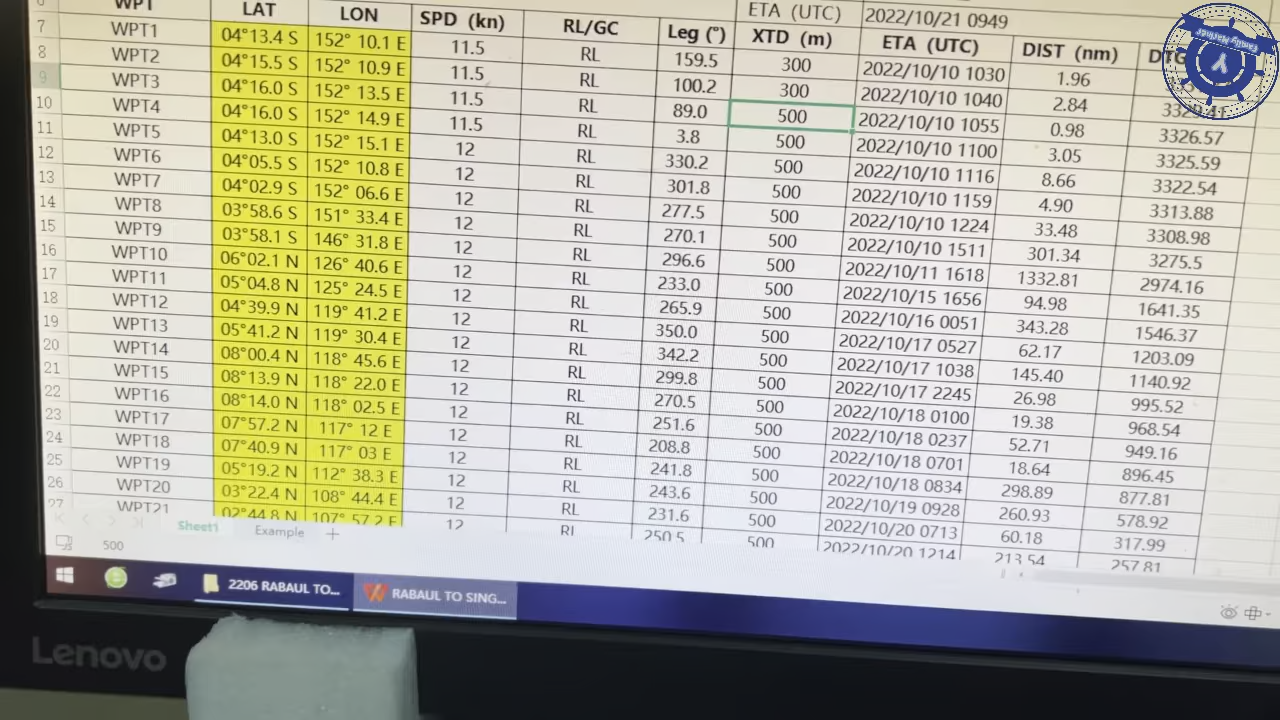 ETA (UTC) 2022/10/21 0949
6 WPT LAT LON SPD (kn) RL/GC Leg (°) XTD (m) ETA (UTC) DIST (nm)
7 WPT1 04°13.4 S 152° 10.1 E 11.5 RL 159.5 300 2022/10/10 1030 1.96
8 WPT2 04°15.5 S 152° 10.9 E 11.5 RL 100.2 300 2022/10/10 1040 2.84
9 WPT3 04°16.0 S 152° 13.5 E 11.5 RL 89.0 500 2022/10/10 1055 0.98 3326.57
10 WPT4 04°16.0 S 152° 14.9 E 11.5 RL 3.8 500 2022/10/10 1100 3.05 3325.59
11 WPT5 04°13.0 S 152° 15.1 E 12 RL 330.2 500 2022/10/10 1116 8.66 3322.54
12 WPT6 04°05.5 S 152° 10.8 E 12 RL 301.8 500 2022/10/10 1159 4.90 3313.88
13 WPT7 04°02.9 S 152° 06.6 E 12 RL 277.5 500 2022/10/10 1224 33.48 3308.98
14 WPT8 03°58.6 S 151° 33.4 E 12 RL 270.1 500 2022/10/10 1511 301.34 3275.5
15 WPT9 03°58.1 S 146° 31.8 E 12 RL 296.6 500 2022/10/11 1618 1332.81 2974.16
16 WPT10 06°02.1 N 126° 40.6 E 12 RL 233.0 500 2022/10/15 1656 94.98 1641.35
17 WPT11 05°04.8 N 125° 24.5 E 12 RL 265.9 500 2022/10/16 0051 343.28 1546.37
18 WPT12 04°39.9 N 119° 41.2 E 12 RL 350.0 500 2022/10/17 0527 62.17 1203.09
19 WPT13 05°41.2 N 119° 30.4 E 12 RL 342.2 500 2022/10/17 1038 145.40 1140.92
20 WPT14 08°00.4 N 118° 45.6 E 12 RL 299.8 500 2022/10/17 2245 26.98 995.52
21 WPT15 08°13.9 N 118° 22.0 E 12 RL 270.5 500 2022/10/18 0100 19.38 968.54
22 WPT16 08°14.0 N 118° 02.5 E 12 RL 251.6 500 2022/10/18 0237 52.71 949.16
23 WPT17 07°57.2 N 117° 12 E 12 RL 208.8 500 2022/10/18 0701 18.64 896.45
24 WPT18 07°40.9 N 117° 03 E 12 RL 241.8 500 2022/10/18 0834 298.89 877.81
25 WPT19 05°19.2 N 112° 38.3 E 12 RL 243.6 500 2022/10/19 0928 260.93 578.92
26 WPT20 03°22.4 N 108° 44.4 E 12 RL 231.6 500 2022/10/20 0713 60.18 317.99
27 WPT21 02°44.8 N 107° 57.2 E 12 RL 250.5 500 2022/10/20 1214 213.54 257.81
Sheet1 Example +
500
2206 RABAUL TO... RABAUL TO SING...
Lenovo
Family Mariner